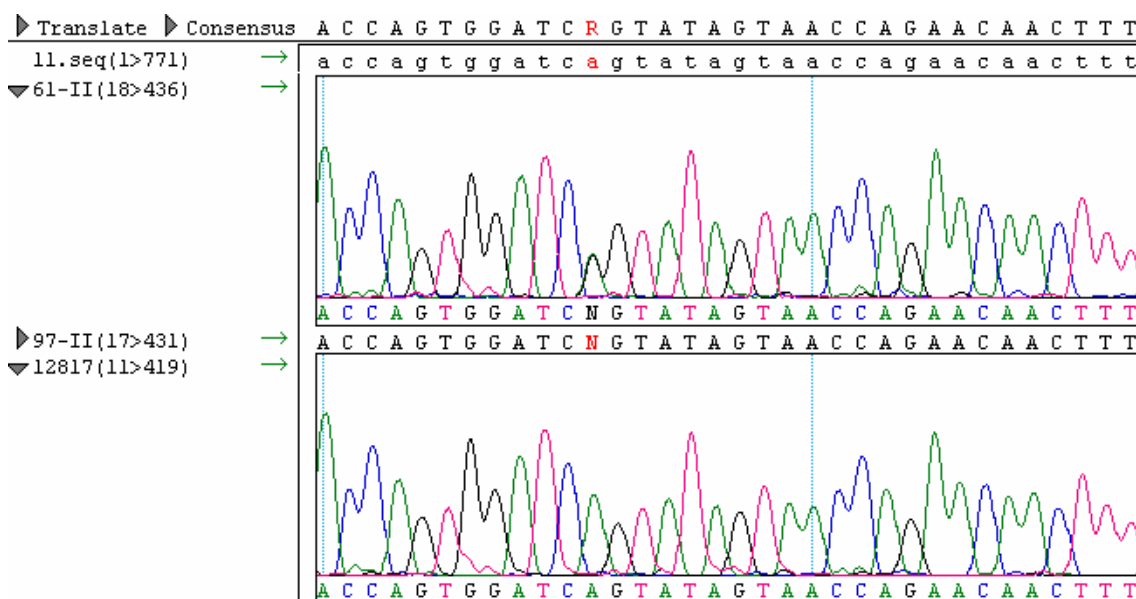 Translate Consensus A C C A G T G G A T C R G T A T A G T A A C C A G A A C A A C T T T
11.seq(1>771) → a c c a g t g g a t c a g t a t a g t a a c c a g a a c a a c t t t
61-II(18>436) →
A C C A G T G G A T C N G T A T A G T A A C C A G A A C A A C T T T
97-II(17>431) → A C C A G T G G A T C N G T A T A G T A A C C A G A A C A A C T T T
12817(11>419) →
A C C A G T G G A T C A G T A T A G T A A C C A G A A C A A C T T T